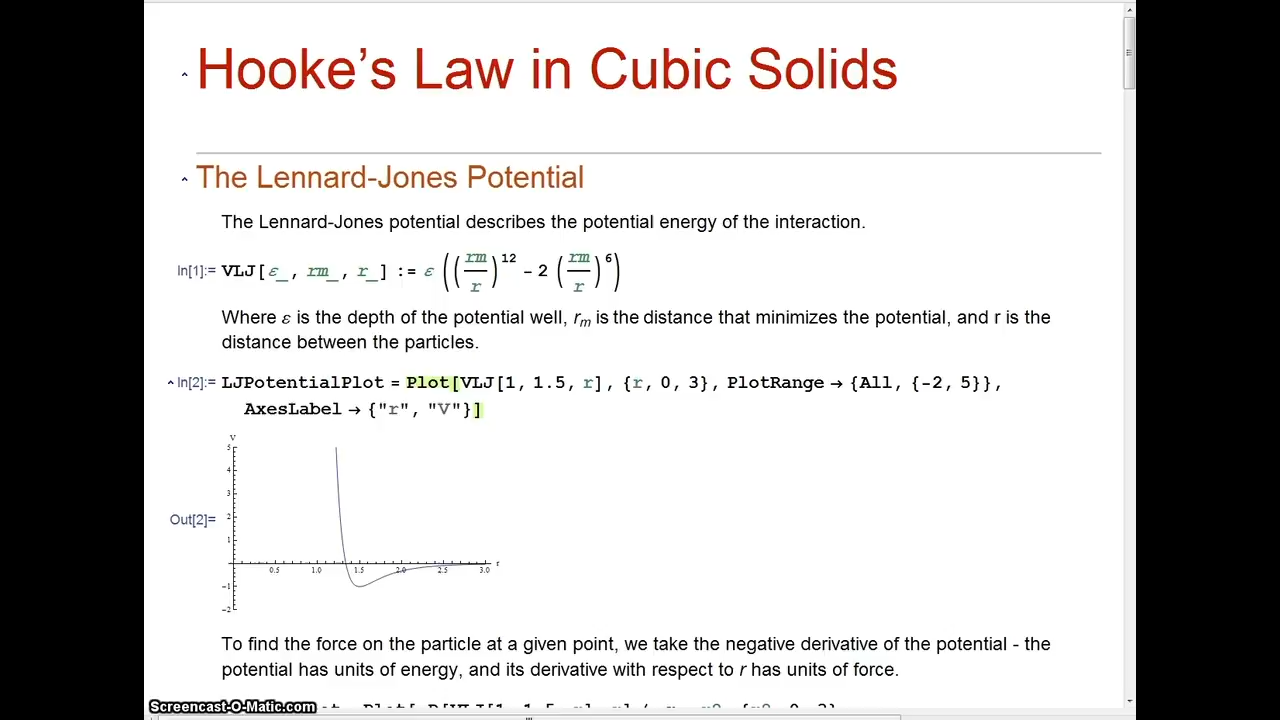 Hooke's Law in Cubic Solids
The Lennard-Jones Potential
The Lennard-Jones potential describes the potential energy of the interaction.
In[1]:= VLJ[ε_, rm_, r_] := ε ((rm/r)^12 - 2 (rm/r)^6)
Where ε is the depth of the potential well, rm is the distance that minimizes the potential, and r is the
distance between the particles.
In[2]:= LJPotentialPlot = Plot[VLJ[1, 1.5, r], {r, 0, 3}, PlotRange → {All, {-2, 5}},
AxesLabel → {"r", "V"}]
V
5
4
3
Out[2]= 2
1
0.5 1.0 1.5 2.0 2.5 3.0 r
-1
-2
To find the force on the particle at a given point, we take the negative derivative of the potential - the
potential has units of energy, and its derivative with respect to r has units of force.
Screencast-O-Matic.com